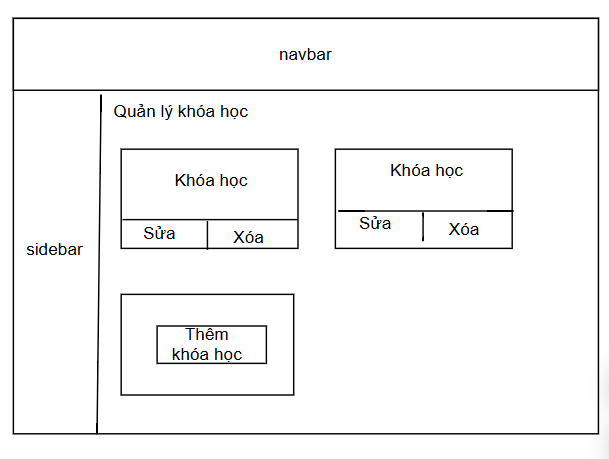 navbar
Quản lý khóa học
Khóa học
Khóa học
Sửa
Xóa
Sửa
Xóa
sidebar
Thêm
khóa học